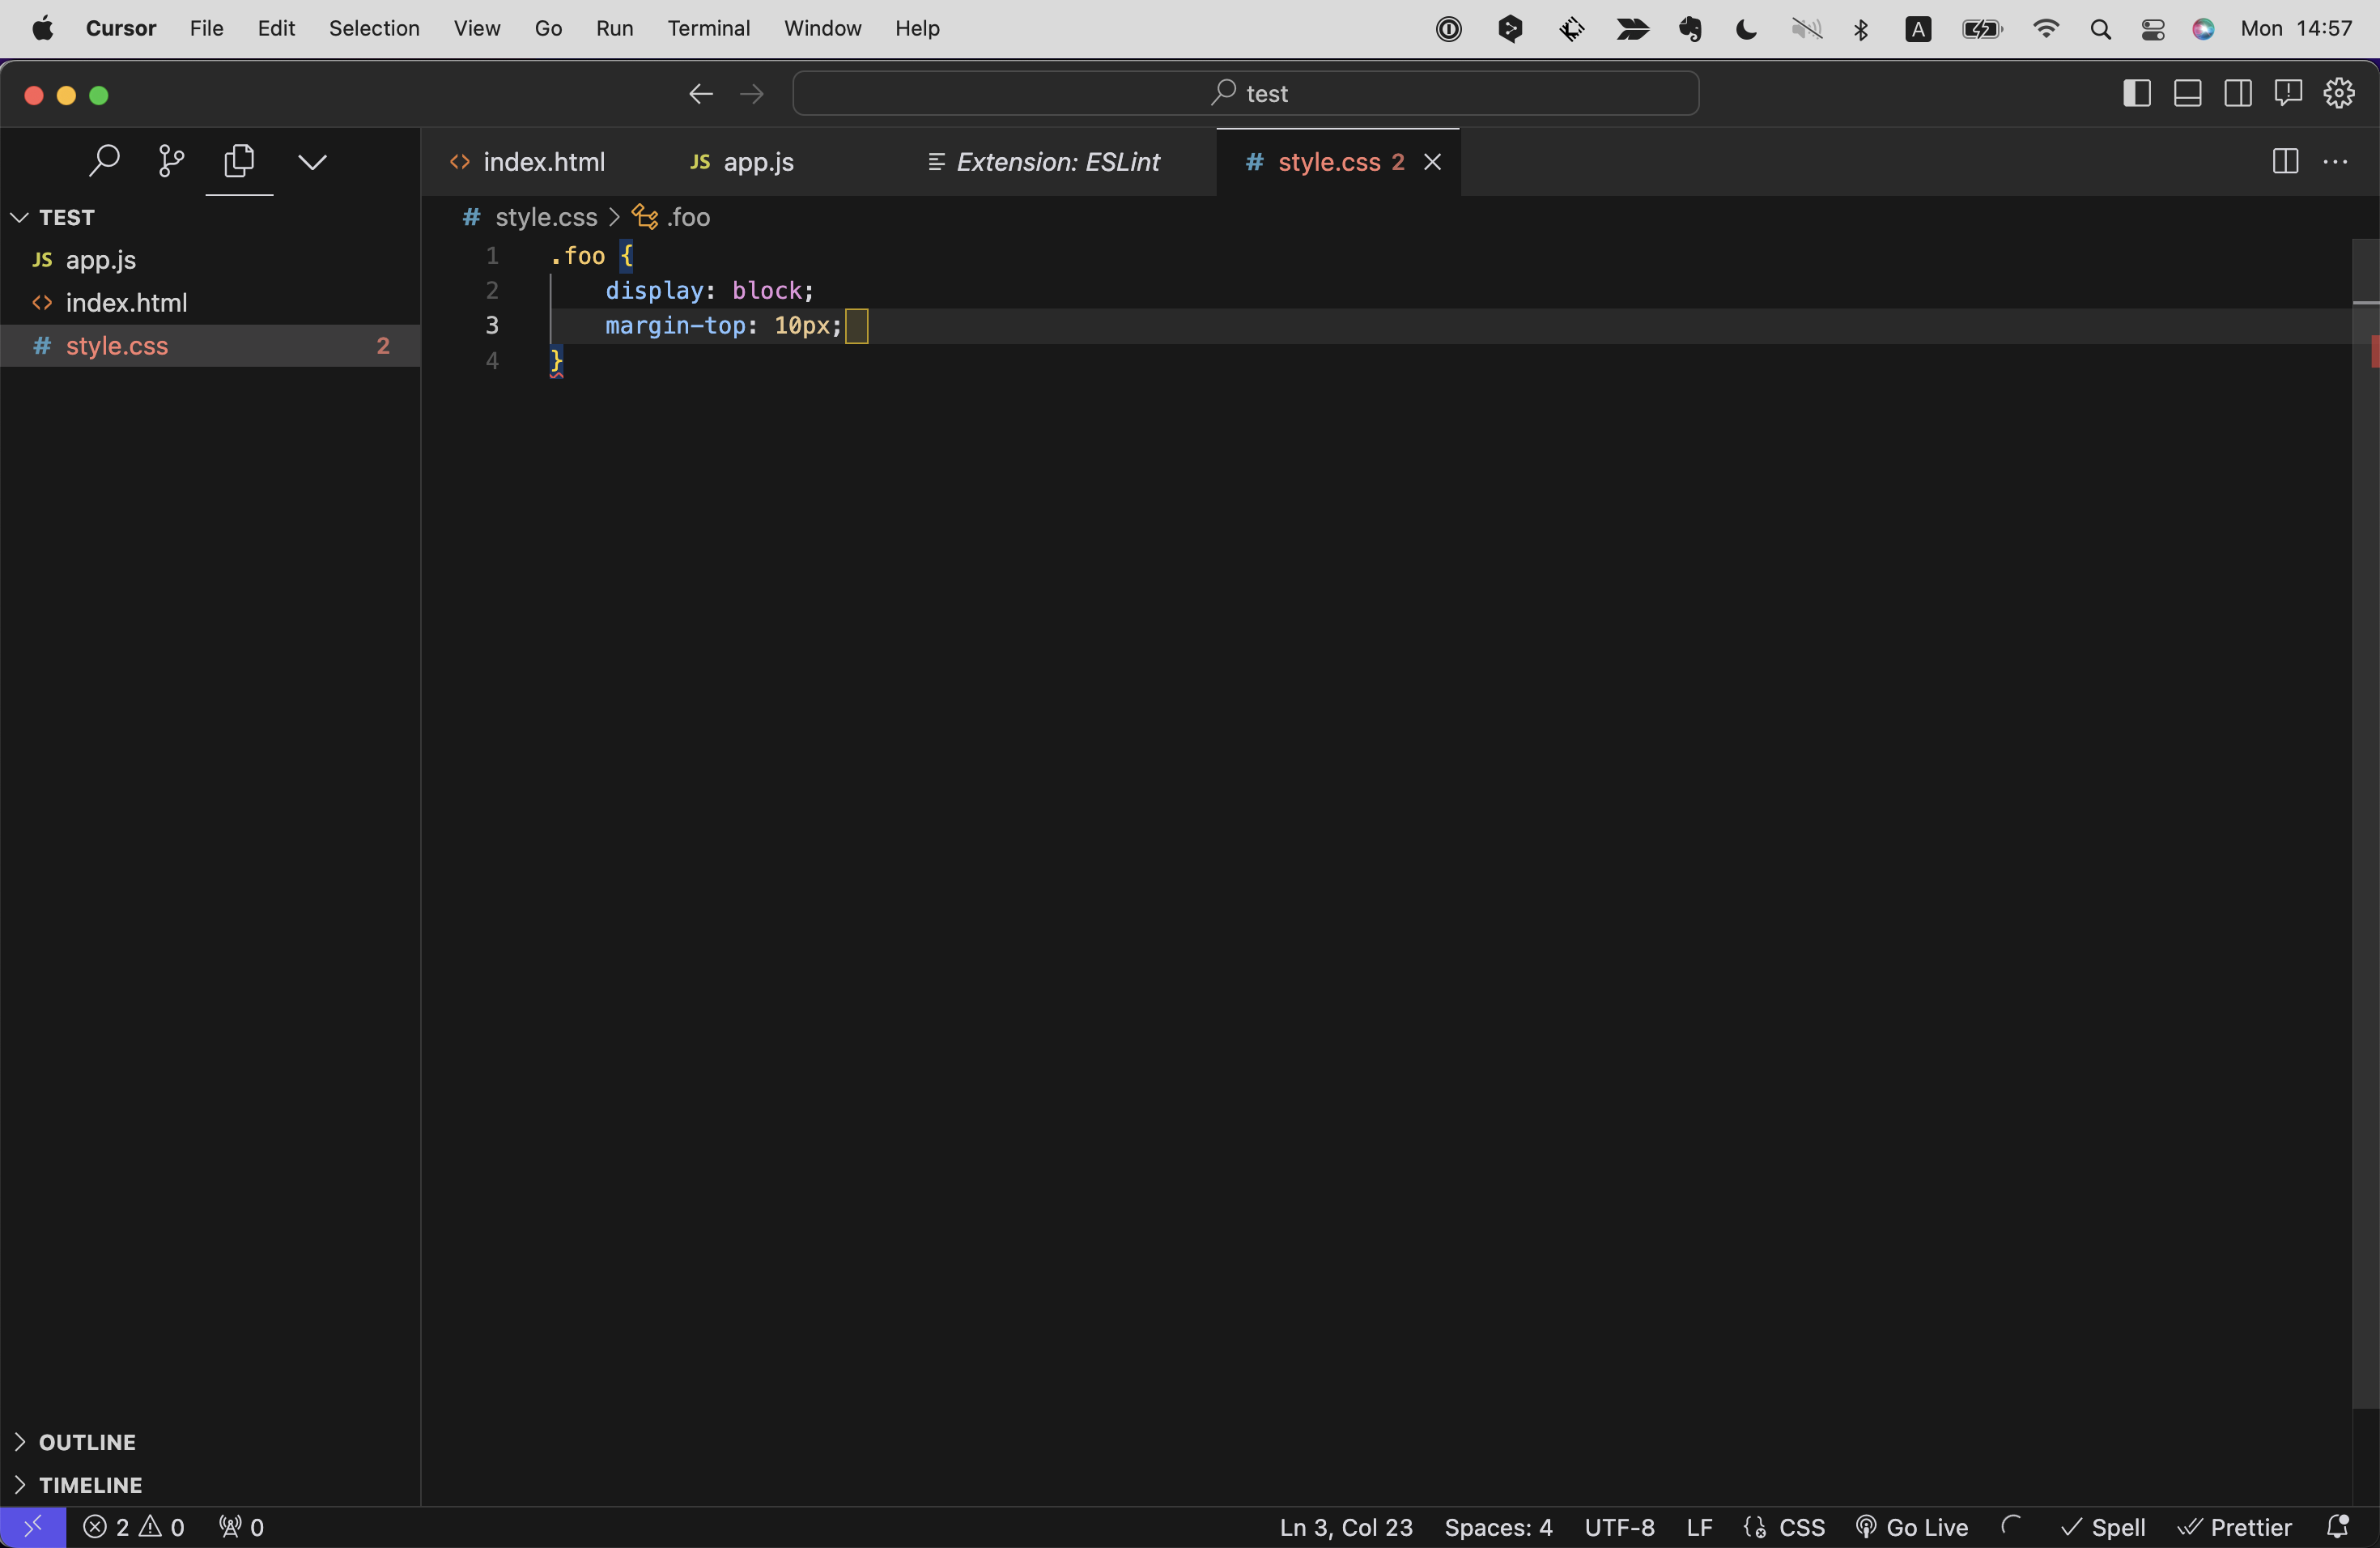 Cursor File Edit Selection View Go Run Terminal Window Help A Mon 14:57
test
index.html JS app.js Extension: ESLint # style.css 2
TEST
# style.css > .foo
JS app.js
index.html
# style.css 2
1 .foo {
2 display: block;
3 margin-top: 10px;
4 }
OUTLINE
TIMELINE
2 0 0 Ln 3, Col 23 Spaces: 4 UTF-8 LF CSS Go Live Spell Prettier